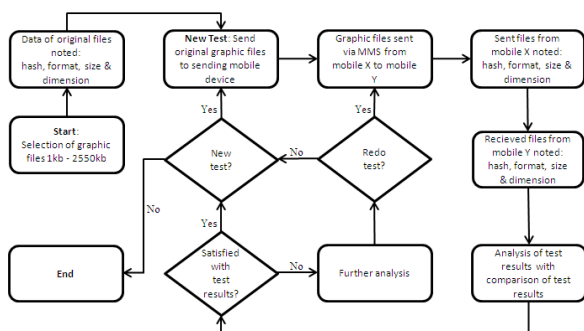 Data of original files
noted:
hash, format, size &
dimension
New Test: Send
original graphic files
to sending mobile
device
Graphic files sent
via MMS from
mobile X to mobile
Y
Sent files from
mobile X noted:
hash, format, size
& dimension
Start:
Selection of graphic
files 1kb - 2550kb
Yes
Yes
New
test?
No
Redo
test?
Recieved files from
mobile Y noted:
hash, format, size
& dimension
No
Yes
End
Satisfied
with
test
results?
No
Further analysis
Analysis of test
results with
comparison of test
results